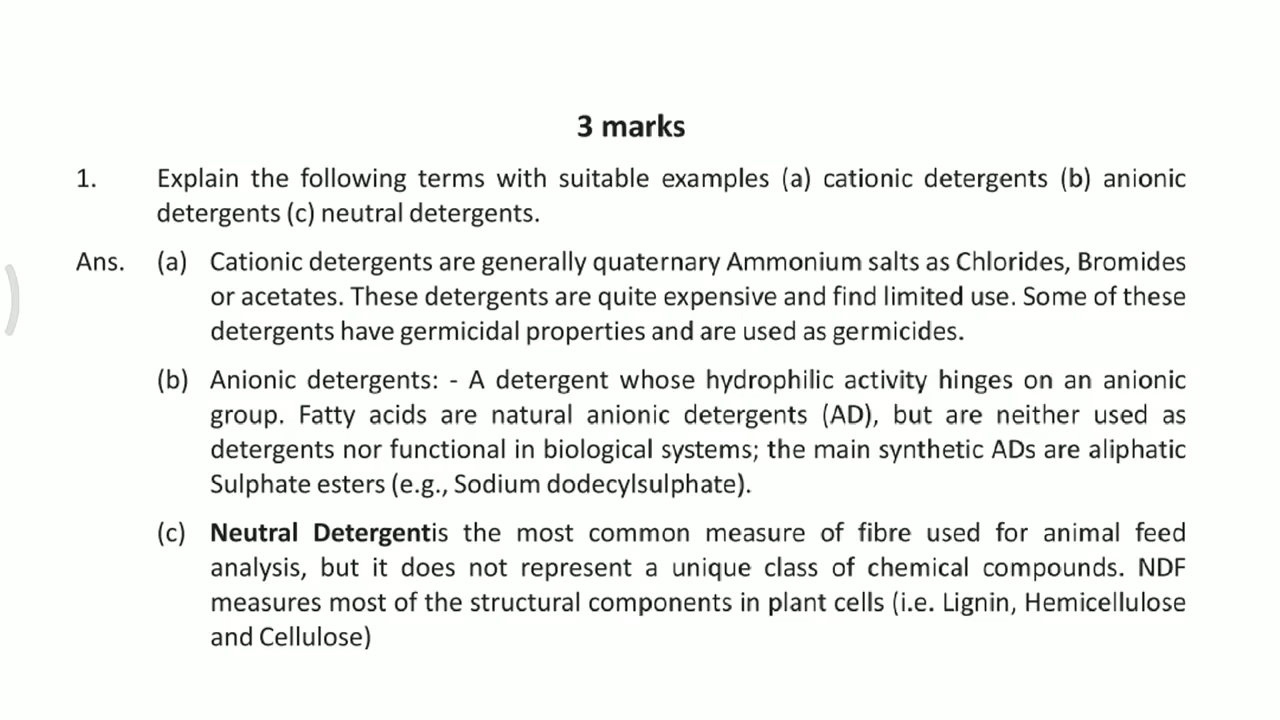 3 marks
1. Explain the following terms with suitable examples (a) cationic detergents (b) anionic
detergents (c) neutral detergents.
Ans. (a) Cationic detergents are generally quaternary Ammonium salts as Chlorides, Bromides
or acetates. These detergents are quite expensive and find limited use. Some of these
detergents have germicidal properties and are used as germicides.
(b) Anionic detergents: - A detergent whose hydrophilic activity hinges on an anionic
group. Fatty acids are natural anionic detergents (AD), but are neither used as
detergents nor functional in biological systems; the main synthetic ADs are aliphatic
Sulphate esters (e.g., Sodium dodecylsulphate).
(c) Neutral Detergentis the most common measure of fibre used for animal feed
analysis, but it does not represent a unique class of chemical compounds. NDF
measures most of the structural components in plant cells (i.e. Lignin, Hemicellulose
and Cellulose)